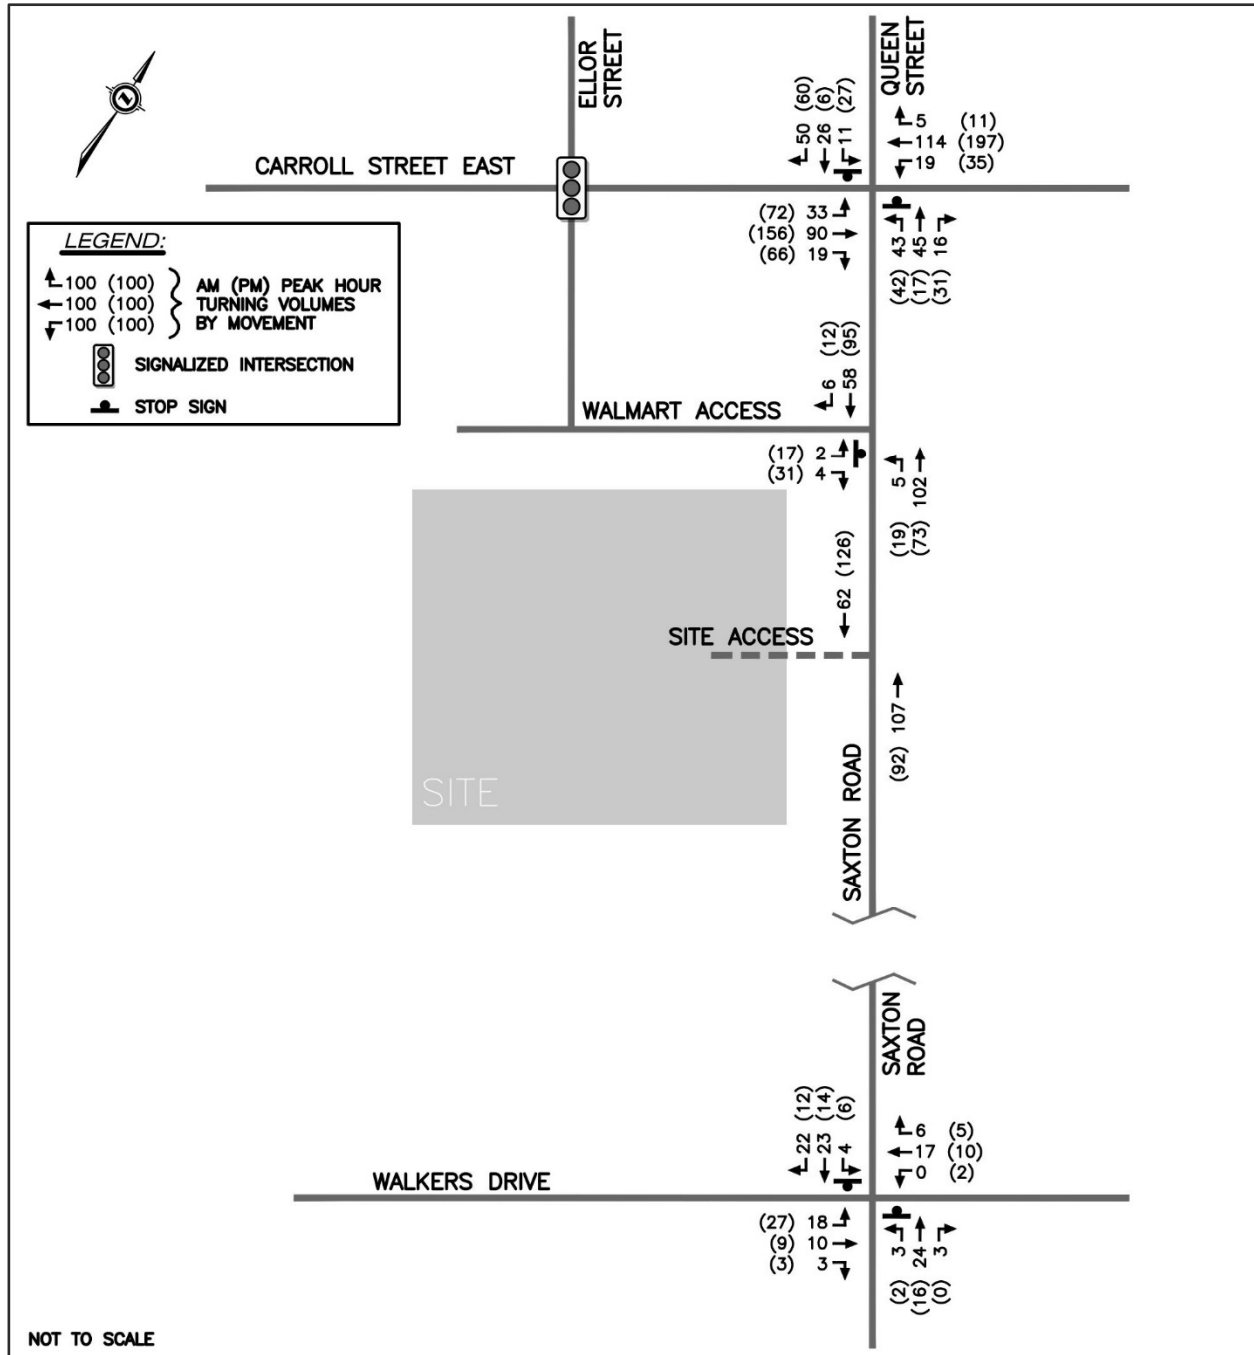 ELLOR
STREET
QUEEN
STREET
50 (60)
26 (6)
11 (27)
5 (11)
114 (197)
19 (35)
CARROLL STREET EAST
(72) 33
(156) 90
(66) 19
(42) 43
(17) 45
(31) 16
LEGEND:
100 (100)
100 (100)
100 (100)
AM (PM) PEAK HOUR
TURNING VOLUMES
BY MOVEMENT
SIGNALIZED INTERSECTION
STOP SIGN
6 (12)
58 (95)
WALMART ACCESS
(17) 2
(31) 4
(19) 5
(73) 102
62 (126)
SITE ACCESS
(92) 107
SITE
SAXTON ROAD
SAXTON
ROAD
22 (12)
23 (14)
4 (6)
6 (5)
17 (10)
0 (2)
WALKERS DRIVE
(27) 18
(9) 10
(3) 3
(2) 3
(16) 24
(0) 3
NOT TO SCALE